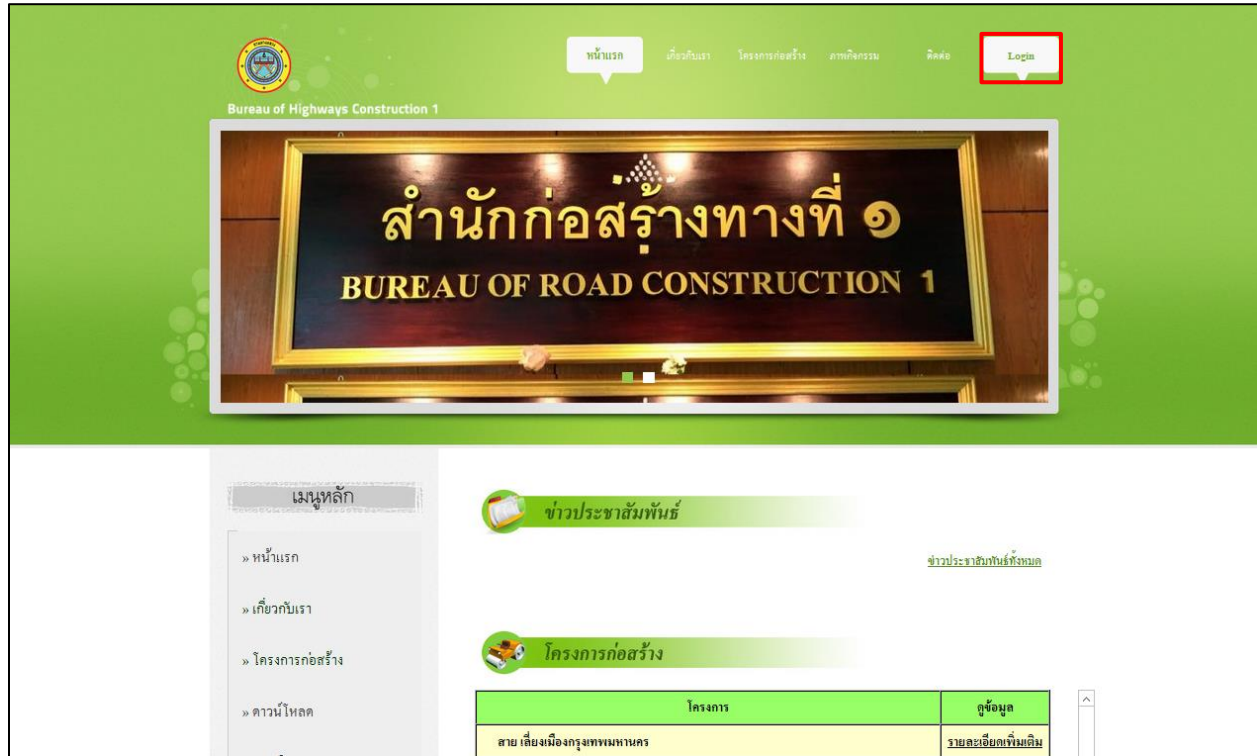 หน้าแรก เกี่ยวกับเรา โครงการก่อสร้าง ภาพกิจกรรม ติดต่อ Login
Bureau of Highways Construction 1
สำนักก่อสร้างทางที่ ๑
BUREAU OF ROAD CONSTRUCTION 1
เมนูหลัก
» หน้าแรก
» เกี่ยวกับเรา
» โครงการก่อสร้าง
» ดาวน์โหลด
ข่าวประชาสัมพันธ์
ข่าวประชาสัมพันธ์ทั้งหมด
โครงการก่อสร้าง
โครงการ ดูข้อมูล
สาย เลี่ยงเมืองกรุงเทพมหานคร รายละเอียดเพิ่มเติม